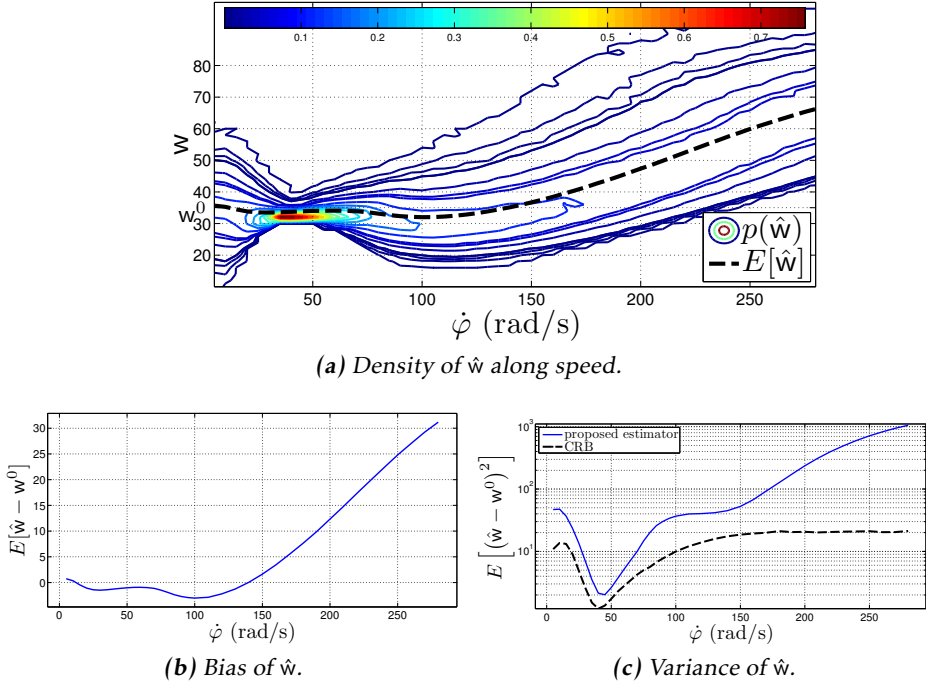 0.1 0.2 0.3 0.4 0.5 0.6 0.7
80
70
60
50
40
w⁰
30
20
w
50 100 150 200 250
φ̇ (rad/s)
p(ŵ)
E[ŵ]
(a) Density of ŵ along speed.
30
25
20
15
10
5
0
E[ŵ − w⁰]
0 50 100 150 200 250
φ̇ (rad/s)
(b) Bias of ŵ.
10³
10²
10¹
E[(ŵ − w⁰)²]
proposed estimator
CRB
0 50 100 150 200 250
φ̇ (rad/s)
(c) Variance of ŵ.